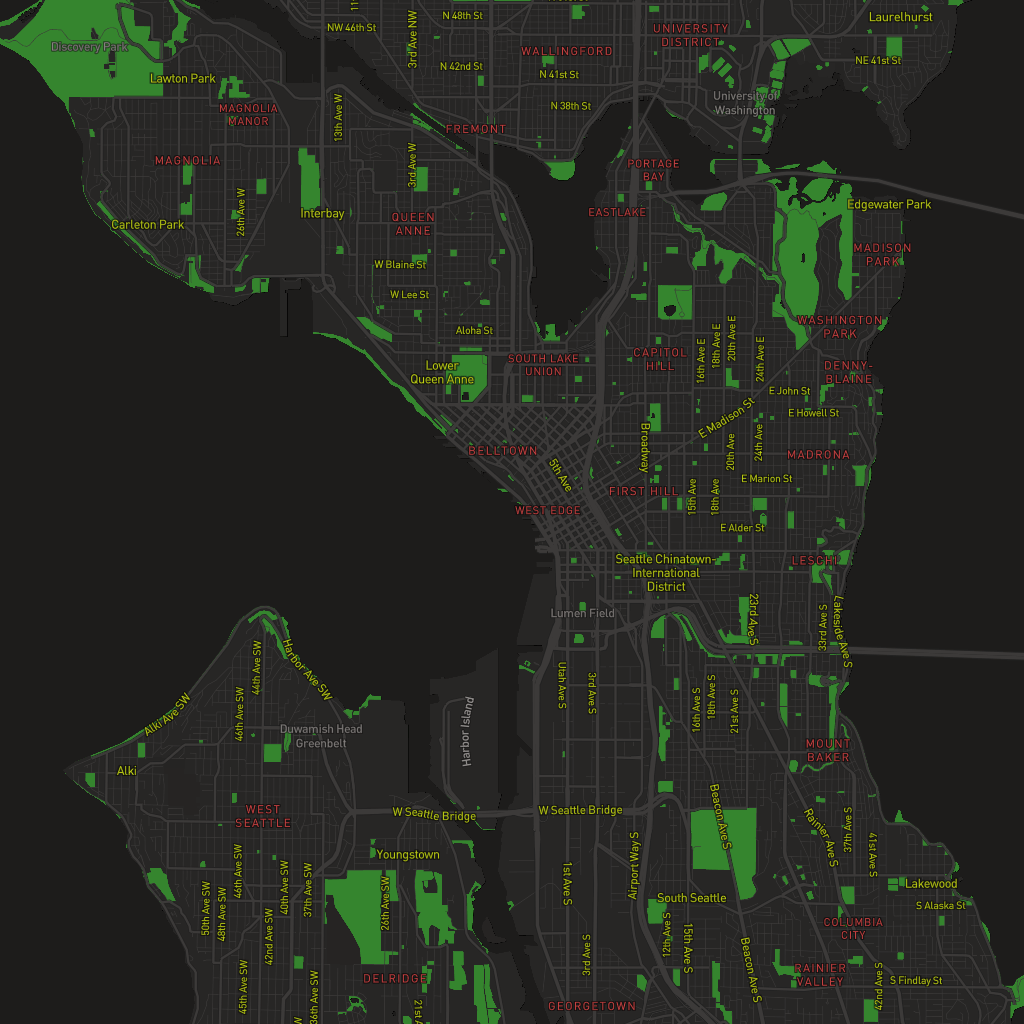 N 48th St
Laurelhurst
NW 46th St
3rd Ave NW
UNIVERSITY
DISTRICT
Discovery Park
WALLINGFORD
N 42nd St
N 41st St
NE 41st St
Lawton Park
University of
Washington
MAGNOLIA
MANOR
13th Ave W
N 38th St
FREMONT
MAGNOLIA
3rd Ave W
PORTAGE
BAY
26th Ave W
Interbay
EASTLAKE
Edgewater Park
Carleton Park
QUEEN
ANNE
MADISON
PARK
W Blaine St
W Lee St
Aloha St
WASHINGTON
PARK
16th Ave E
18th Ave E
20th Ave E
24th Ave E
Lower
Queen Anne
SOUTH LAKE
UNION
CAPITOL
HILL
DENNY-
BLAINE
E John St
E Howell St
E Madison St
Broadway
20th Ave
24th Ave
BELLTOWN
5th Ave
MADRONA
E Marion St
FIRST HILL
15th Ave
18th Ave
WEST EDGE
E Alder St
Seattle Chinatown-
International
District
LESCHI
Lumen Field
23rd Ave S
33rd Ave S
Lakeside Ave S
44th Ave SW
Harbor Ave SW
46th Ave SW
Alki Ave SW
Utah Ave S
3rd Ave S
16th Ave S
18th Ave S
21st Ave S
Duwamish Head
Greenbelt
Harbor Island
MOUNT
BAKER
Alki
WEST
SEATTLE
W Seattle Bridge
W Seattle Bridge
Beacon Ave S
Rainier Ave S
37th Ave S
41st Ave S
Youngstown
46th Ave SW
40th Ave SW
37th Ave SW
50th Ave SW
48th Ave SW
26th Ave SW
1st Ave S
Airport Way S
South Seattle
Lakewood
S Alaska St
42nd Ave SW
12th Ave S
15th Ave S
COLUMBIA
CITY
3rd Ave S
Beacon Ave S
45th Ave SW
36th Ave SW
DELRIDGE
RAINIER
VALLEY
42nd Ave S
S Findlay St
GEORGETOWN